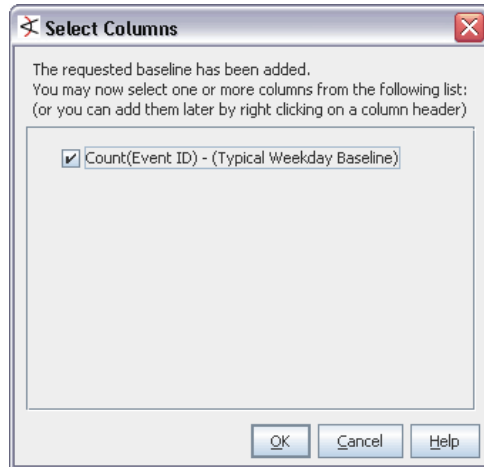 Select Columns
The requested baseline has been added.
You may now select one or more columns from the following list:
(or you can add them later by right clicking on a column header)
Count(Event ID) - (Typical Weekday Baseline)
OK Cancel Help